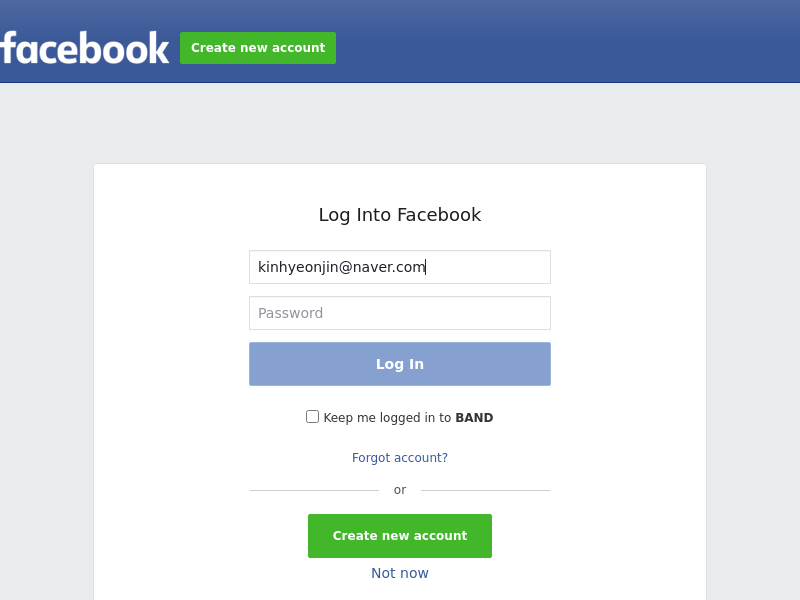 facebook
Create new account
Log Into Facebook
kinhyeonjin@naver.com
Password
Log In
Keep me logged in to BAND
Forgot account?
or
Create new account
Not now